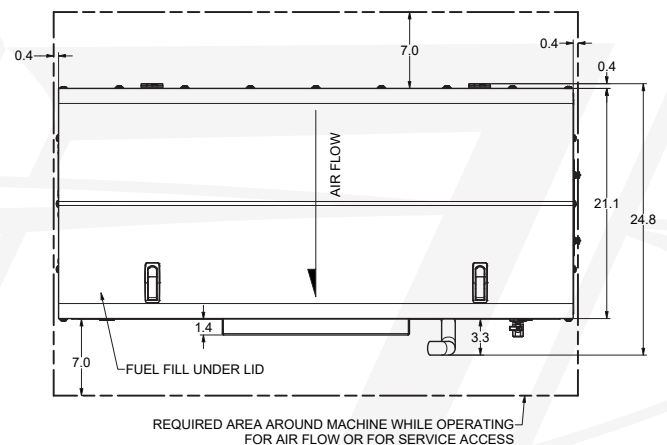 7.0
0.4
0.4
0.4
AIR FLOW
21.1
24.8
1.4
3.3
7.0
FUEL FILL UNDER LID
REQUIRED AREA AROUND MACHINE WHILE OPERATING
FOR AIR FLOW OR FOR SERVICE ACCESS